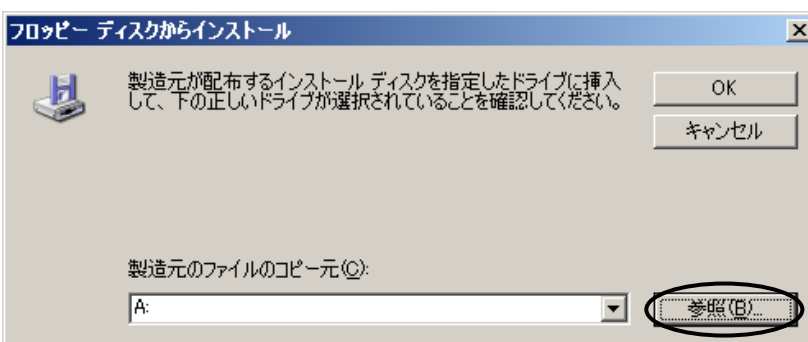 フロッピー ディスクからインストール
製造元が配布するインストール ディスクを指定したドライブに挿入
して、下の正しいドライブが選択されていることを確認してください。
OK
キャンセル
製造元のファイルのコピー元(C):
A:
参照(B)...